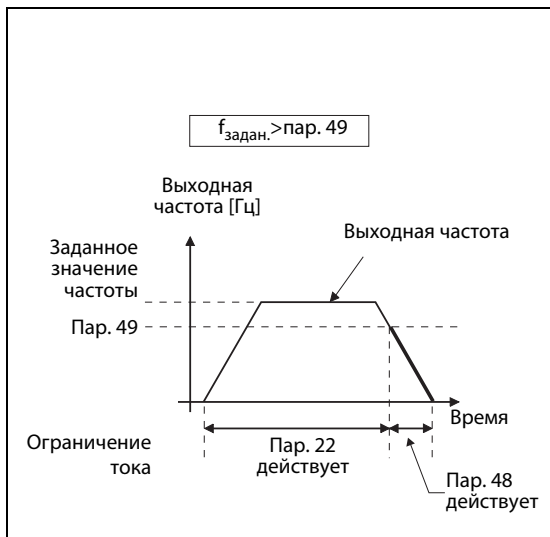 fзадан.>пар. 49
Выходная
частота [Гц]
Заданное
значение
частоты
Выходная частота
Пар. 49
Время
Ограничение
тока
Пар. 22
действует
Пар. 48
действует